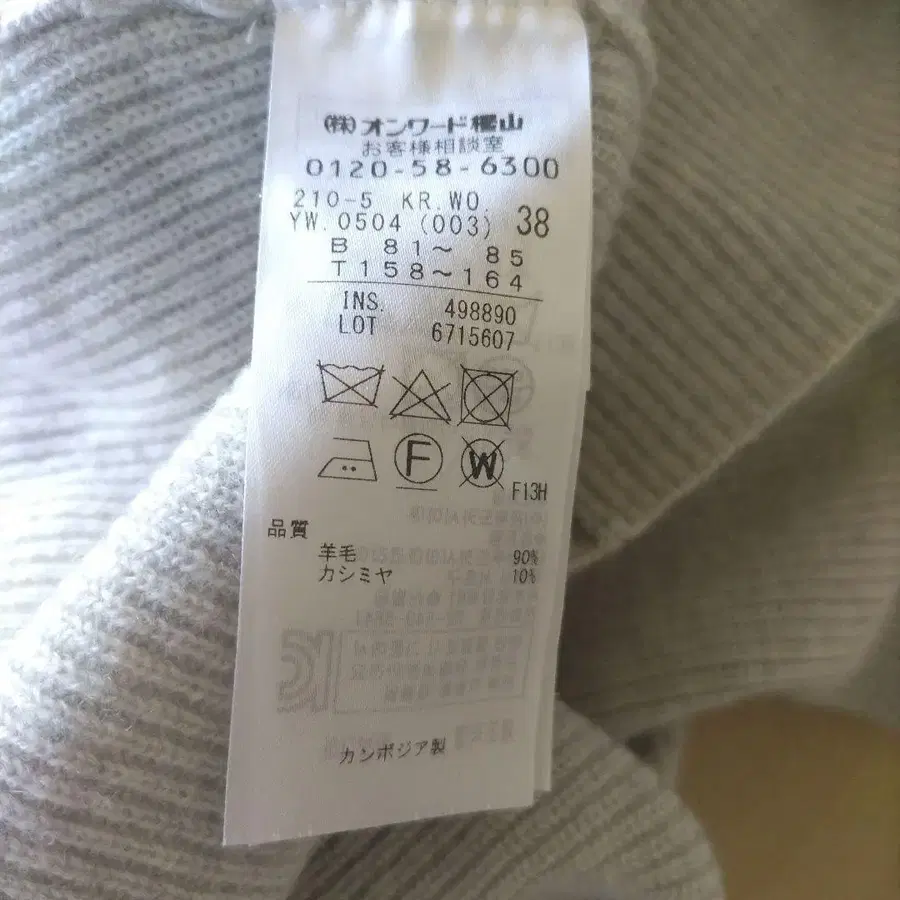 (株)オンワード樫山
お客様相談室
0120-58-6300
210-5 KR.WO
YW.0504 (003) 38
B 81～ 85
T158～164
INS. 498890
LOT 6715607
F
W
F13H
品質
羊毛 90%
カシミヤ 10%
カンボジア製